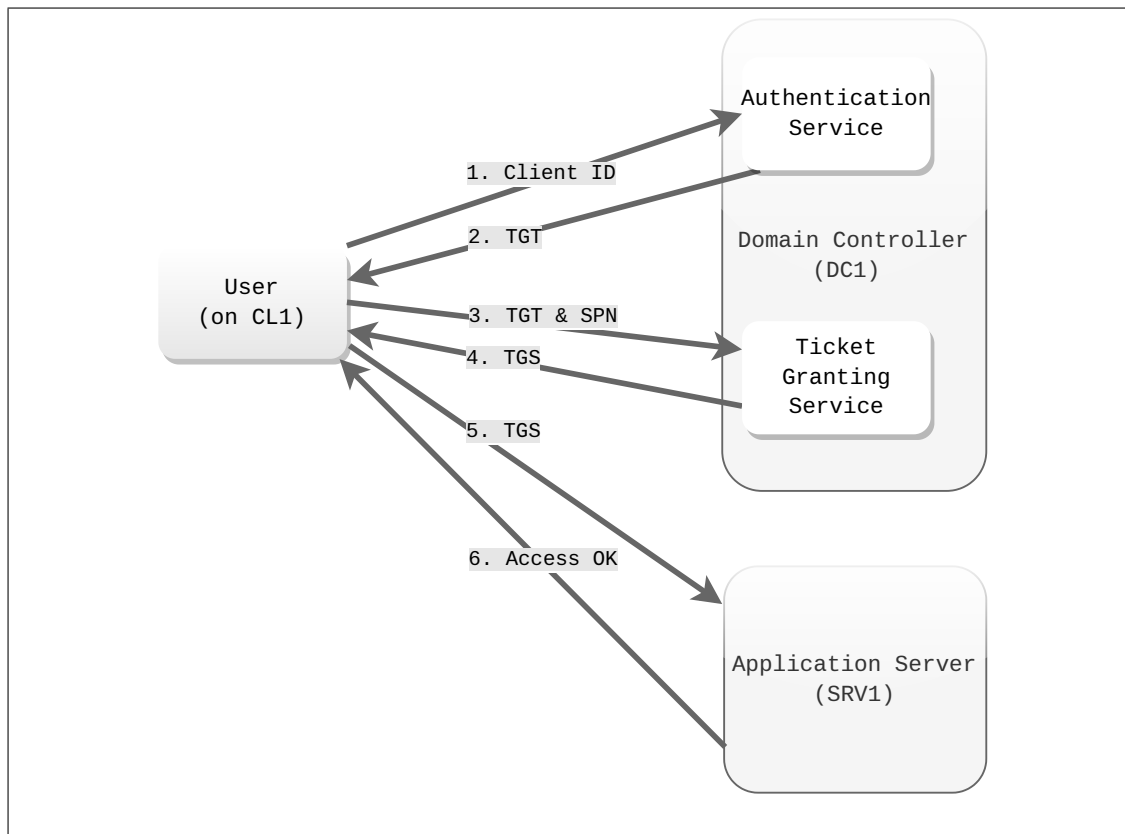 Authentication
Service
1. Client ID
2. TGT
Domain Controller
(DC1)
User
(on CL1)
3. TGT & SPN
4. TGS
Ticket
Granting
Service
5. TGS
6. Access OK
Application Server
(SRV1)